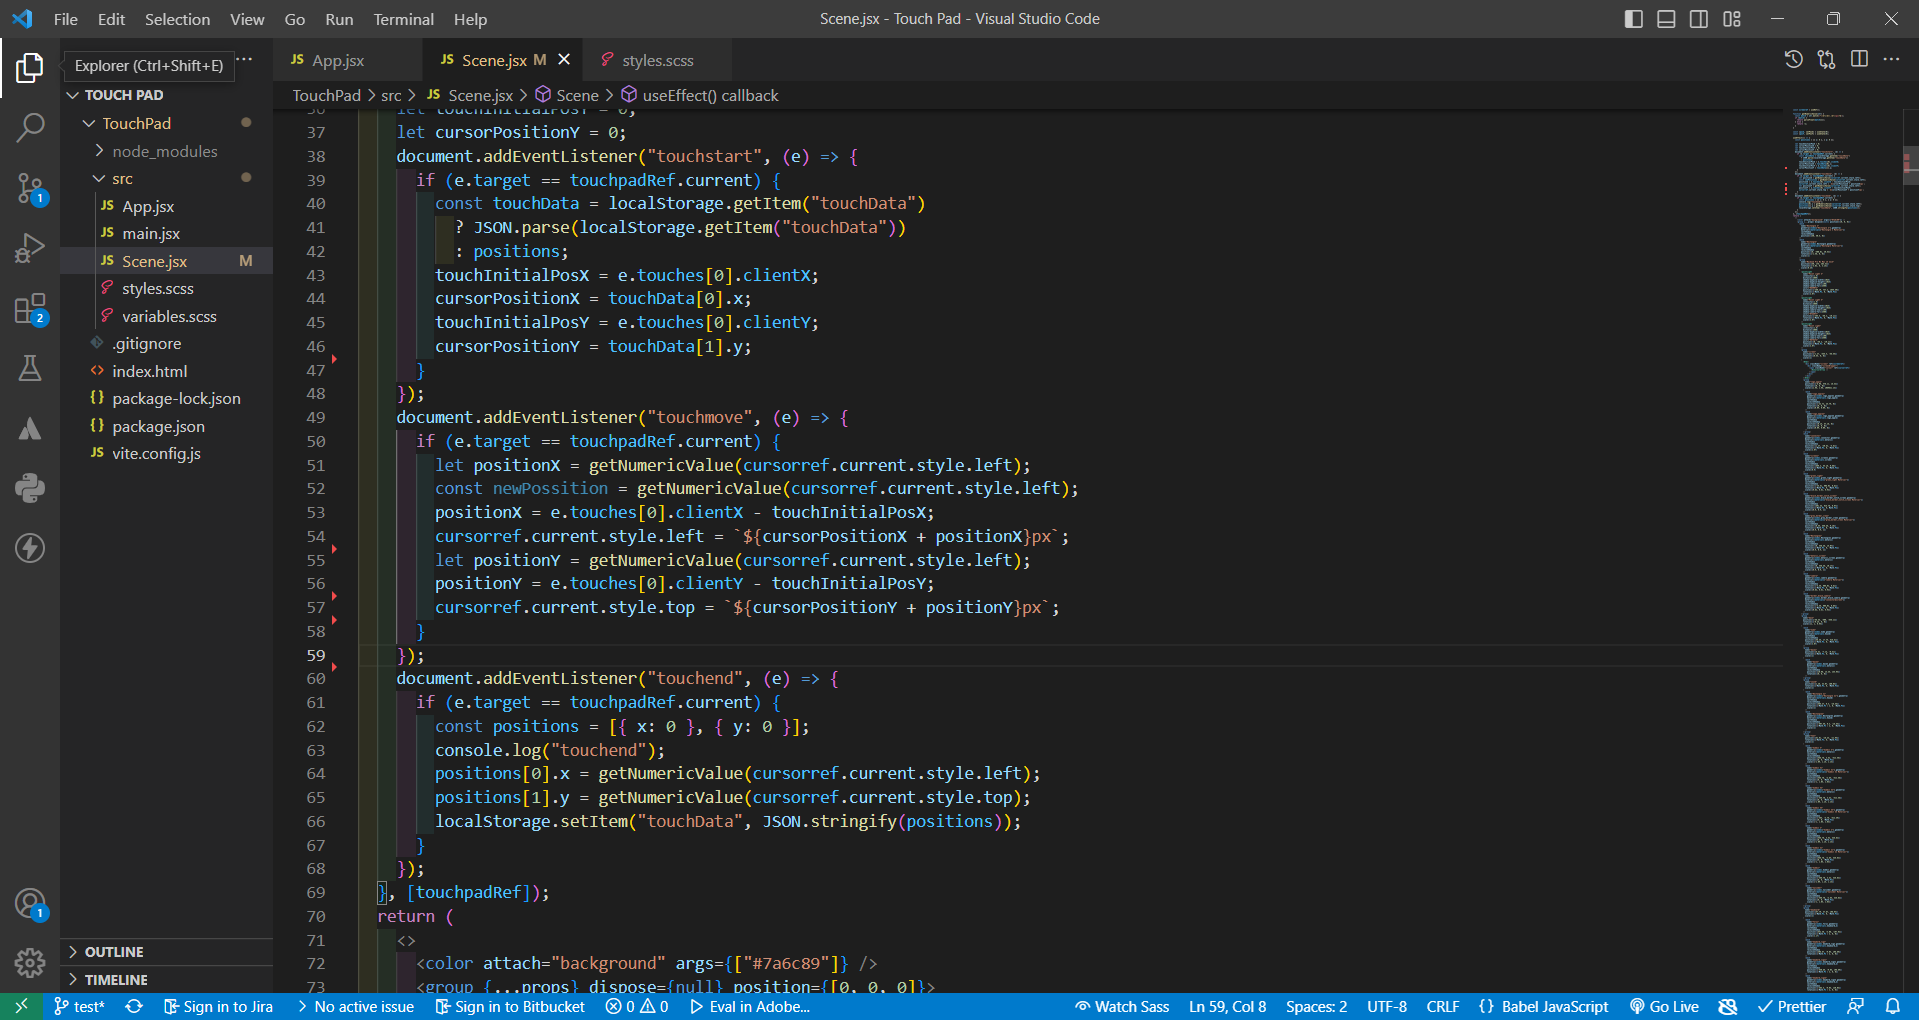 File Edit Selection View Go Run Terminal Help
Scene.jsx - Touch Pad - Visual Studio Code
Explorer (Ctrl+Shift+E)
TOUCH PAD
TouchPad
node_modules
src
JS App.jsx
JS main.jsx
JS Scene.jsx M
styles.scss
variables.scss
.gitignore
index.html
package-lock.json
package.json
JS vite.config.js
OUTLINE
TIMELINE
1
2
1
JS App.jsx
JS Scene.jsx M
styles.scss
TouchPad > src > JS Scene.jsx > Scene > useEffect() callback
36 let touchInitialPosY = 0;
37 let cursorPositionY = 0;
38 document.addEventListener("touchstart", (e) => {
39 if (e.target == touchpadRef.current) {
40 const touchData = localStorage.getItem("touchData")
41 ? JSON.parse(localStorage.getItem("touchData"))
42 : positions;
43 touchInitialPosX = e.touches[0].clientX;
44 cursorPositionX = touchData[0].x;
45 touchInitialPosY = e.touches[0].clientY;
46 cursorPositionY = touchData[1].y;
47 }
48 });
49 document.addEventListener("touchmove", (e) => {
50 if (e.target == touchpadRef.current) {
51 let positionX = getNumericValue(cursorref.current.style.left);
52 const newPossition = getNumericValue(cursorref.current.style.left);
53 positionX = e.touches[0].clientX - touchInitialPosX;
54 cursorref.current.style.left = `${cursorPositionX + positionX}px`;
55 let positionY = getNumericValue(cursorref.current.style.left);
56 positionY = e.touches[0].clientY - touchInitialPosY;
57 cursorref.current.style.top = `${cursorPositionY + positionY}px`;
58 }
59 });
60 document.addEventListener("touchend", (e) => {
61 if (e.target == touchpadRef.current) {
62 const positions = [{ x: 0 }, { y: 0 }];
63 console.log("touchend");
64 positions[0].x = getNumericValue(cursorref.current.style.left);
65 positions[1].y = getNumericValue(cursorref.current.style.top);
66 localStorage.setItem("touchData", JSON.stringify(positions));
67 }
68 });
69 }, [touchpadRef]);
70 return (
71 <>
72 <color attach="background" args={["#7a6c89"]} />
73 <group {...props} dispose={null} position={[0, 0, 0]}>
test* Sign in to Jira No active issue Sign in to Bitbucket 0 0 Eval in Adobe... Watch Sass Ln 59, Col 8 Spaces: 2 UTF-8 CRLF {} Babel JavaScript Go Live Prettier